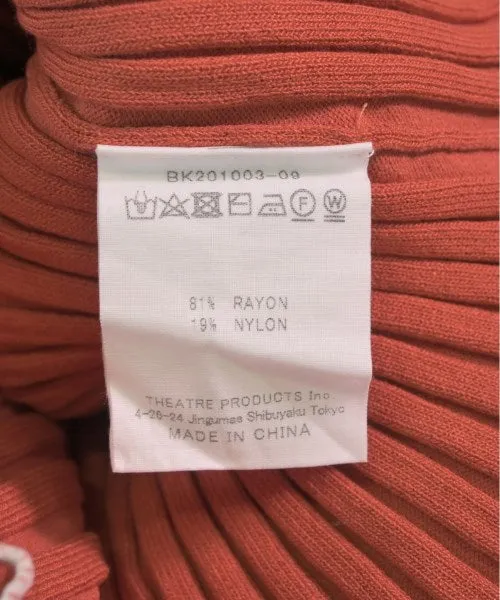 BK201003-09
F W
81% RAYON
19% NYLON
THEATRE PRODUCTS Inc
4-26-24 Jingumae Shibuyaku Tokyo
MADE IN CHINA